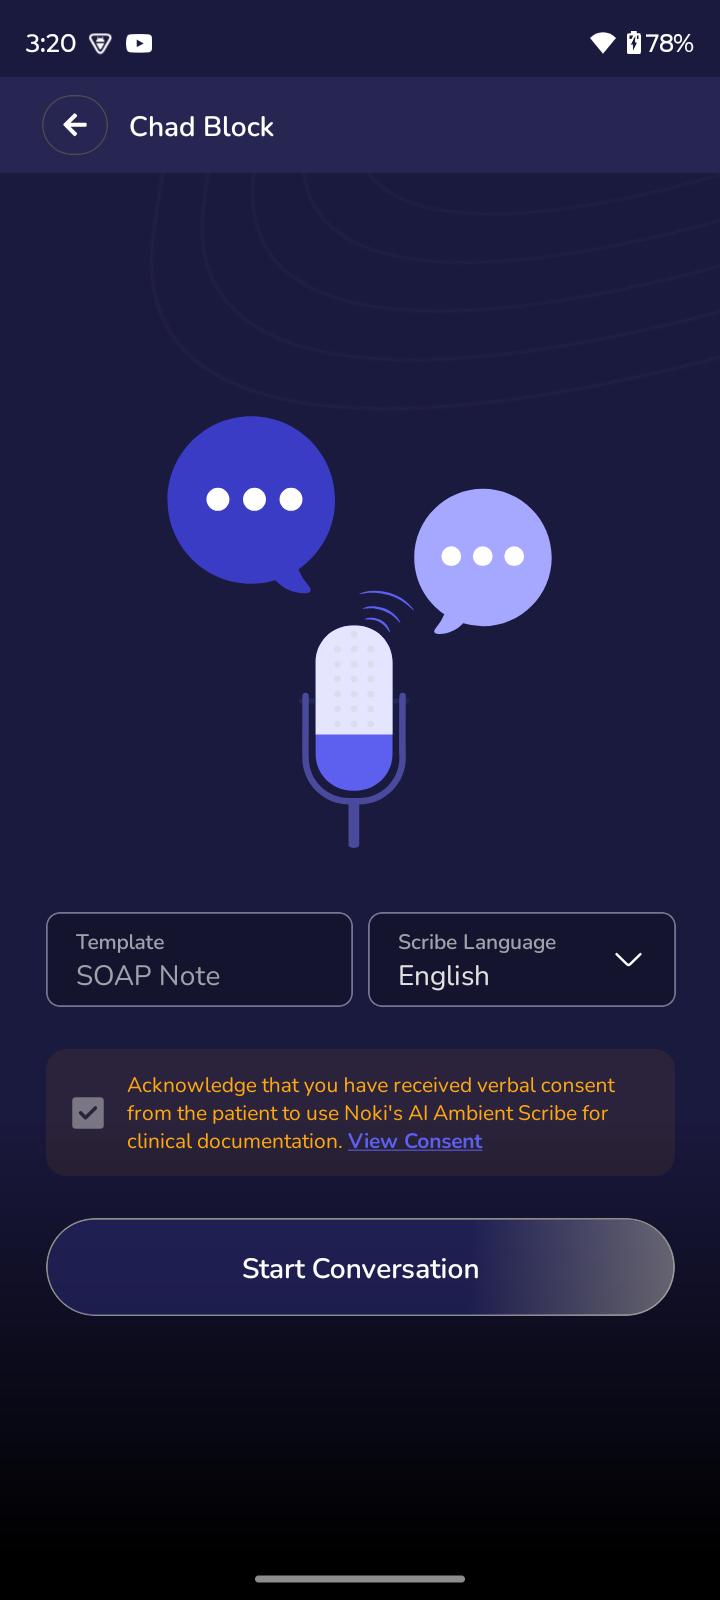 3:20
78%
Chad Block
Template
SOAP Note
Scribe Language
English
Acknowledge that you have received verbal consent
from the patient to use Noki's AI Ambient Scribe for
clinical documentation. View Consent
Start Conversation